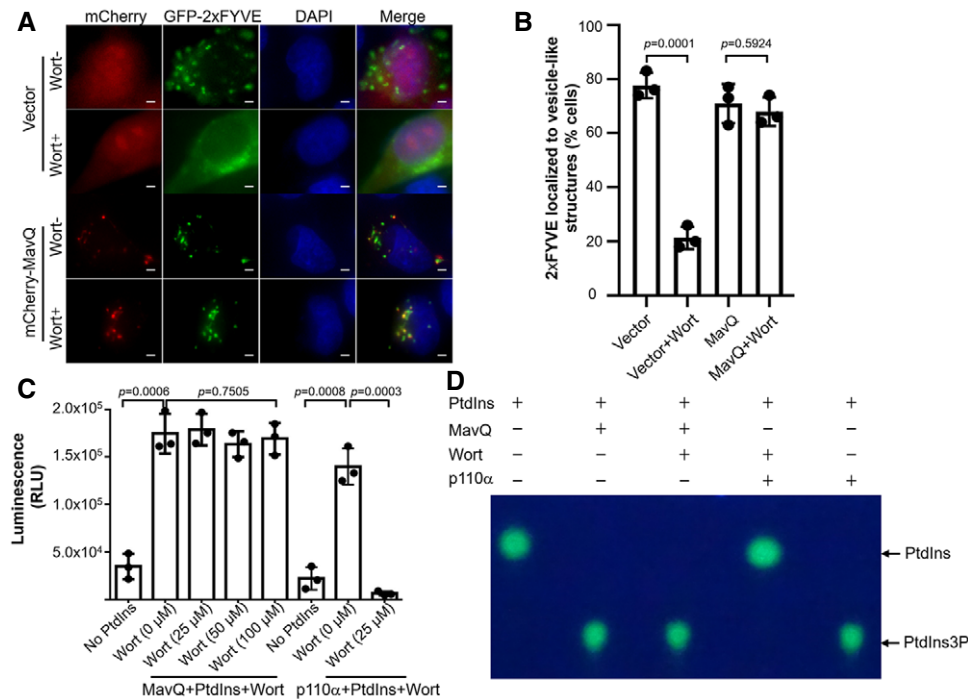 A
mCherry GFP-2xFYVE DAPI Merge
Vector
Wort-
Wort+
mCherry-MavQ
Wort-
Wort+
B
2xFYVE localized to vesicle-like
structures (% cells)
100
80
60
40
20
0
p=0.0001
p=0.5924
Vector
Vector+Wort
MavQ
MavQ+Wort
C
Luminescence
(RLU)
p=0.0006 p=0.7505 p=0.0008 p=0.0003
2.0x10⁵
1.5x10⁵
1.0x10⁵
5.0x10⁴
No PtdIns
Wort (0 µM)
Wort (25 µM)
Wort (50 µM)
Wort (100 µM)
No PtdIns
Wort (0 µM)
Wort (25 µM)
MavQ+PtdIns+Wort p110α+PtdIns+Wort
D
PtdIns + + + + +
MavQ – + + – –
Wort – – + + –
p110α – – – + +
PtdIns
PtdIns3P